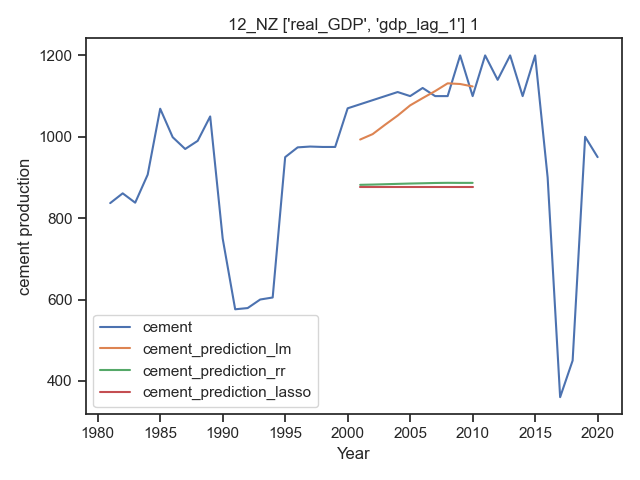 12_NZ ['real_GDP', 'gdp_lag_1'] 1
1200
1000
800
600
400
cement production
cement
cement_prediction_lm
cement_prediction_rr
cement_prediction_lasso
1980 1985 1990 1995 2000 2005 2010 2015 2020
Year